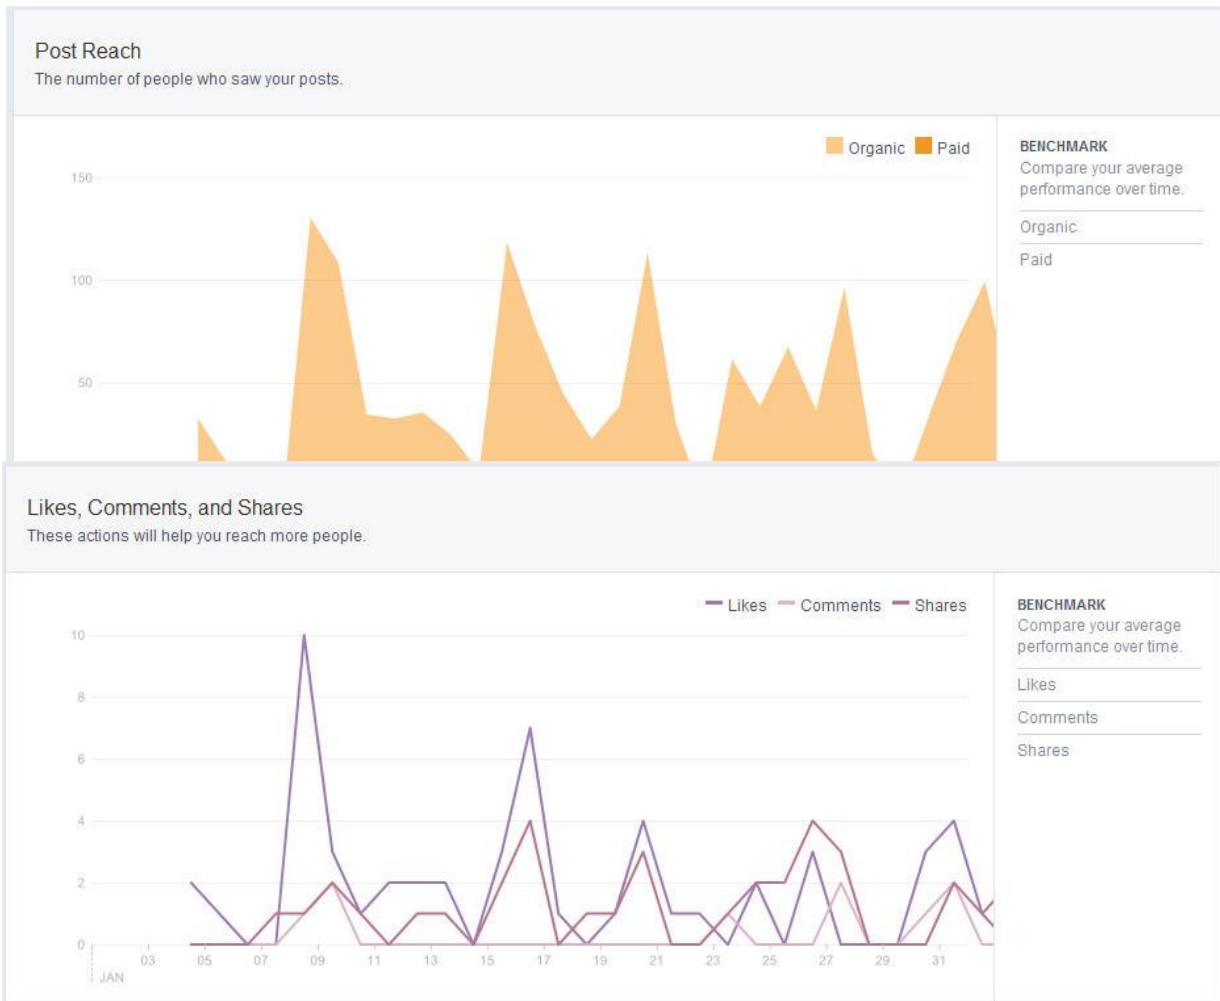 Post Reach
The number of people who saw your posts.
Organic Paid
BENCHMARK
Compare your average
performance over time.
Organic
Paid
150
100
50
Likes, Comments, and Shares
These actions will help you reach more people.
Likes Comments Shares
BENCHMARK
Compare your average
performance over time.
Likes
Comments
Shares
10
8
6
4
2
0
03 05 07 09 11 13 15 17 19 21 23 25 27 29 31
JAN